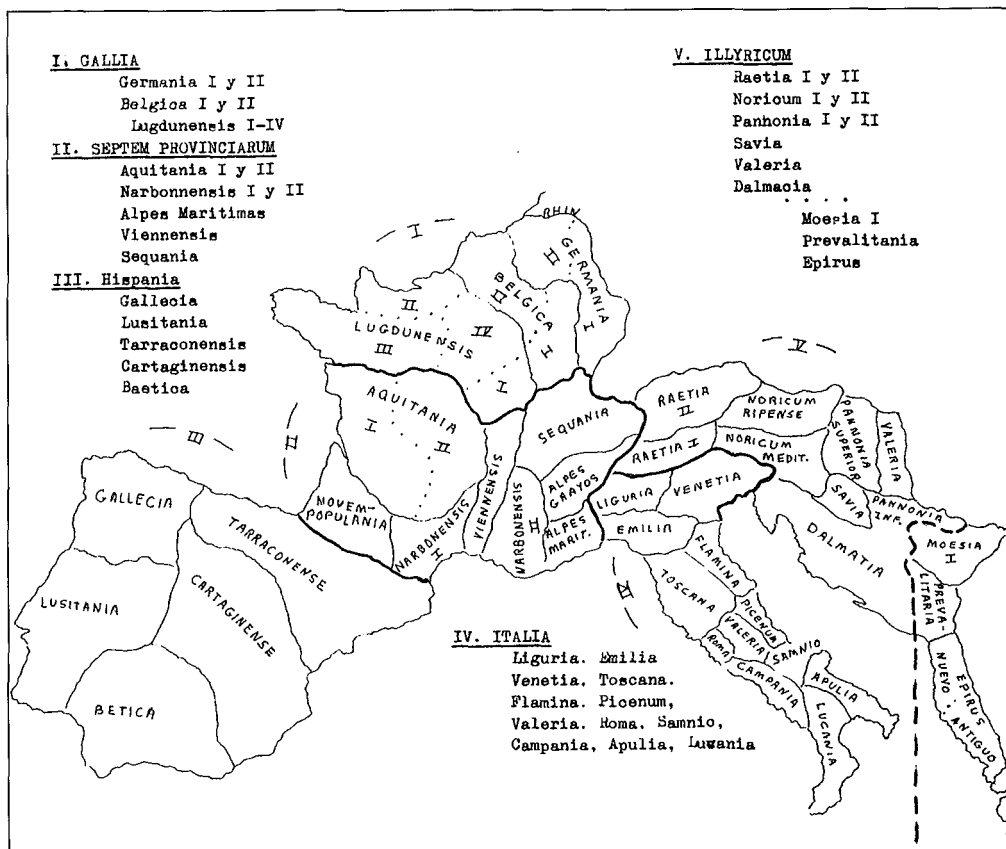 I. GALLIA
Germania I y II
Belgica I y II
Lugdunensis I-IV
II. SEPTEM PROVINCIARUM
Aquitania I y II
Narbonnensis I y II
Alpes Maritimas
Viennensis
Sequania
III. Hispania
Gallecia
Lusitania
Tarraconensis
Cartaginensis
Baetica
V. ILLYRICUM
Raetia I y II
Noricum I y II
Panhonia I y II
Savia
Valeria
Dalmacia
. . . .
Moesia I
Prevalitania
Epirus
I
RHIN
GERMANIA
II
I
BELGICA
II
I
LUGDUNENSIS
II
IV
III
I
V
III
II
AQUITANIA
I
II
SEQUANIA
RAETIA
II
NORICUM
RIPENSE
PANNONIA
SUPERIOR
VALERIA
RAETIA I
NORICUM
MEDIT.
SAVIA
PANNONIA
INF.
GALLECIA
TARRACONENSE
NOVEM-
POPULANIA
NARBONENSIS
I
VIENNENSIS
NARBONENSIS
II
ALPES
GRAYOS
ALPES
MARIT.
LIGURIA
VENETIA
EMILIA
DALMATIA
MOESIA
I
PREVA-
LITARIA
LUSITANIA
CARTAGINENSE
BETICA
IV
FLAMINA
TOSCANA
PICENUM
VALERIA
ROMA
SAMNIO
CAMPANIA
APULIA
LUCANIA
EPIRUS
NUEVO
ANTIGUO
IV. ITALIA
Liguria. Emilia
Venetia, Toscana.
Flamina. Picenum,
Valeria. Roma. Samnio,
Campania, Apulia, Luwania